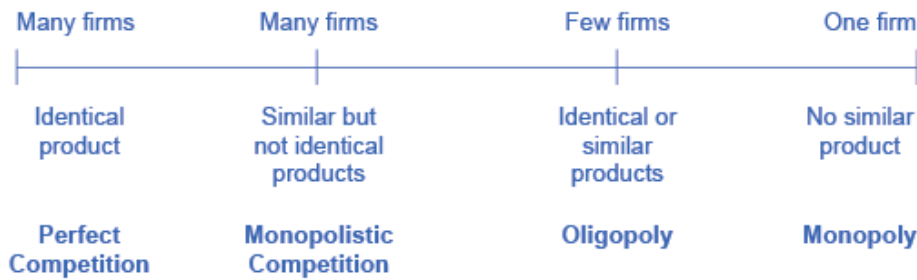 Many firms
Many firms
Few firms
One firm
Identical
product
Similar but
not identical
products
Identical or
similar
products
No similar
product
Perfect
Competition
Monopolistic
Competition
Oligopoly
Monopoly